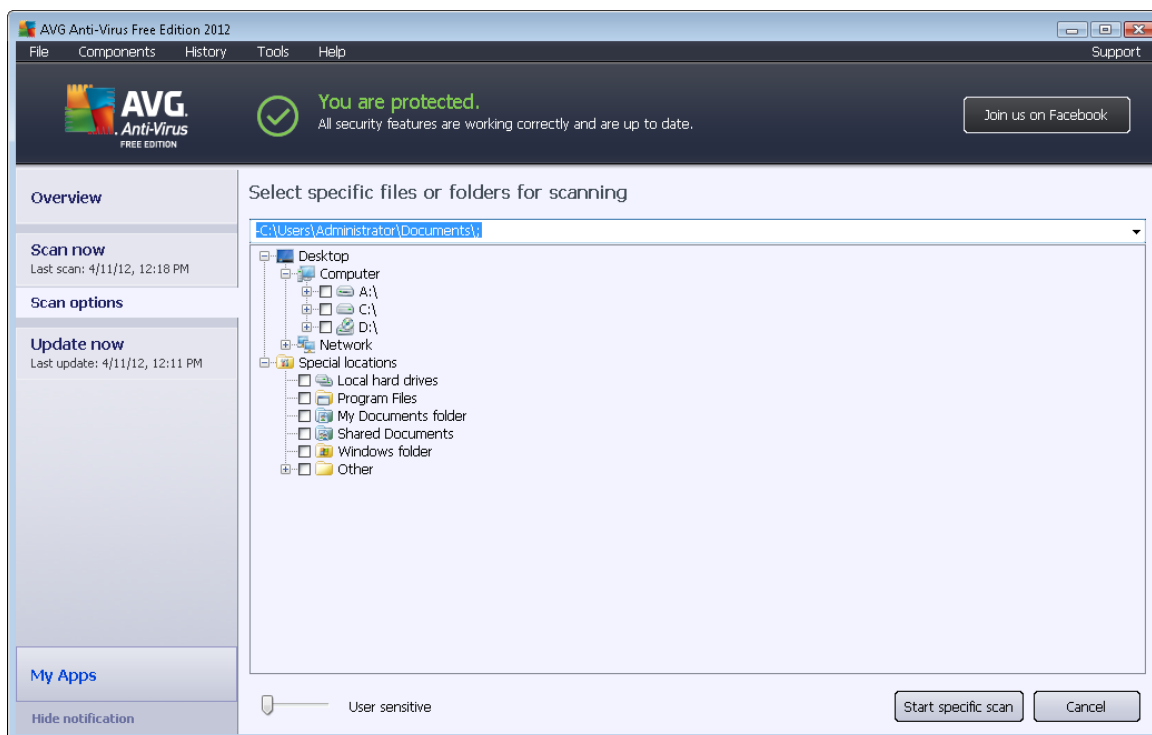 AVG Anti-Virus Free Edition 2012
File Components History Tools Help Support
AVG.
Anti-Virus
FREE EDITION
You are protected.
All security features are working correctly and are up to date.
Join us on Facebook
Overview
Scan now
Last scan: 4/11/12, 12:18 PM
Scan options
Update now
Last update: 4/11/12, 12:11 PM
My Apps
Hide notification
Select specific files or folders for scanning
-C:\Users\Administrator\Documents\;
Desktop
Computer
A:\
C:\
D:\
Network
Special locations
Local hard drives
Program Files
My Documents folder
Shared Documents
Windows folder
Other
User sensitive
Start specific scan
Cancel